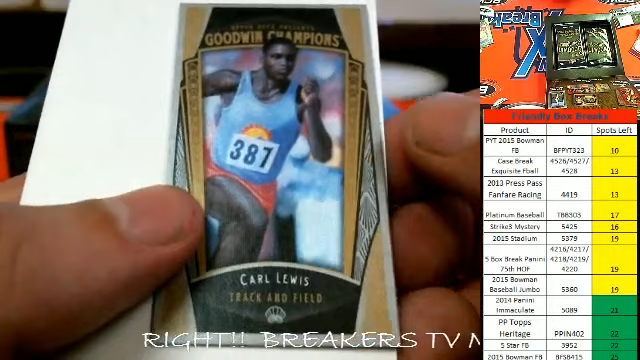 UPPER DECK PRESENTS
GOODWIN CHAMPIONS
387
CARL LEWIS
TRACK AND FIELD
RIGHT!! BREAKERS TV
Friendly Box Breaks
Product ID Spots Left
PYT 2015 Bowman FB BFPYT323 10
Case Break Exquisite Fball 4526/4527/4528 13
2013 Press Pass Fanfare Racing 4419 13
Platinum Baseball TBB303 17
Strike3 Mystery 5425 16
2015 Stadium 5379 19
5 Box Break Panini 75th HOF 4216/4217/4218/4219/4220 19
2015 Bowman Baseball Jumbo 5360 19
2014 Panini Immaculate 5089 21
PP Topps Heritage PPIN402 22
5 Star FB 3952 22
2015 Bowman FB BFSB415 25